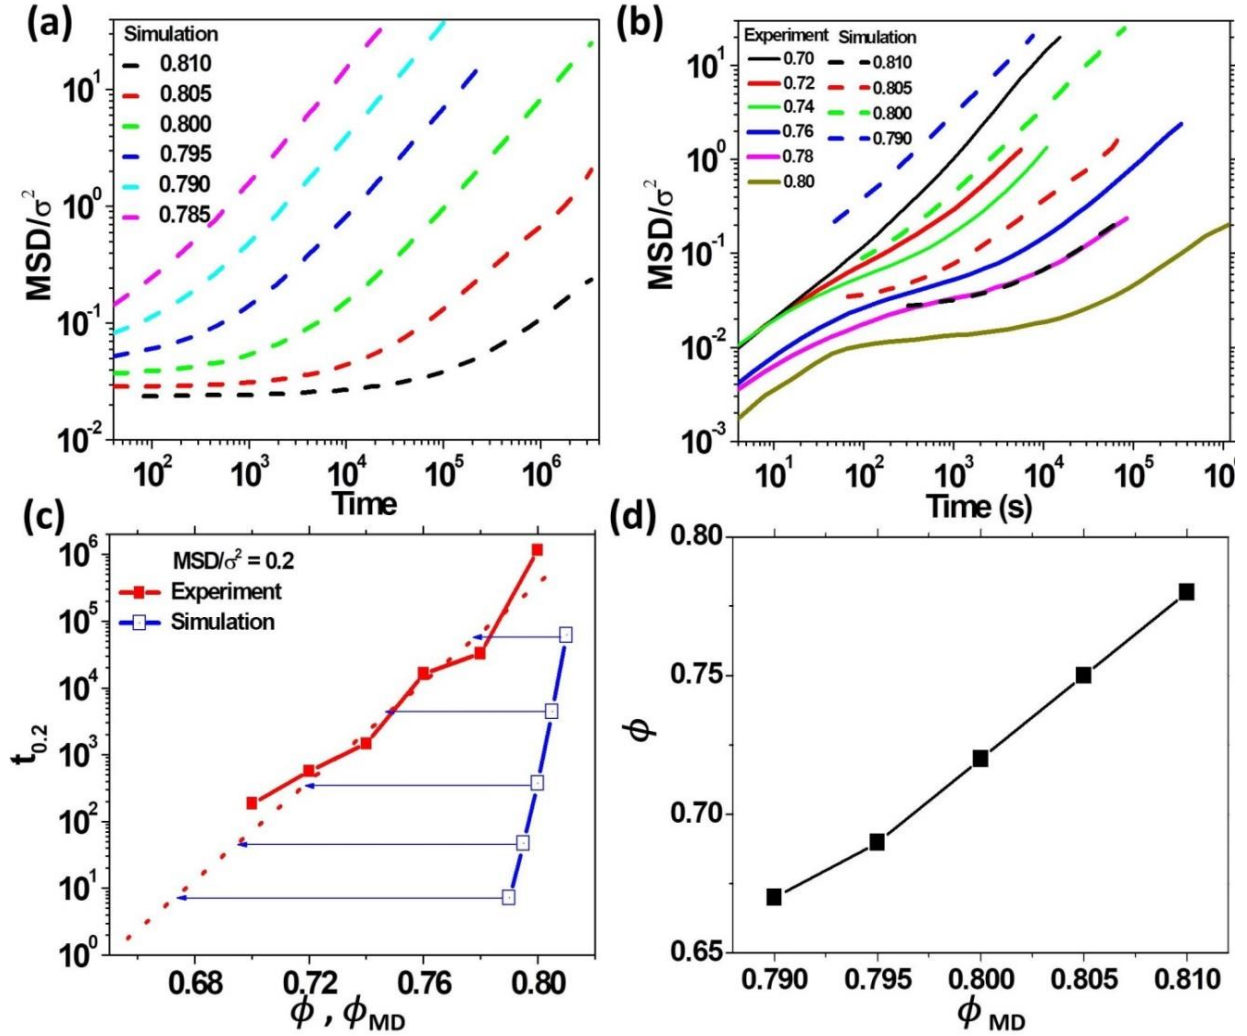 (a)
Simulation
0.810
0.805
0.800
0.795
0.790
0.785
MSD/σ²
10¹
10⁰
10⁻¹
10⁻²
10² 10³ 10⁴ 10⁵ 10⁶
Time
(b)
Experiment Simulation
0.70 0.810
0.72 0.805
0.74 0.800
0.76 0.790
0.78
0.80
MSD/σ²
10¹
10⁰
10⁻¹
10⁻²
10⁻³
10¹ 10² 10³ 10⁴ 10⁵
Time (s)
(c)
MSD/σ² = 0.2
Experiment
Simulation
t₀.₂
10⁶
10⁵
10⁴
10³
10²
10¹
10⁰
0.68 0.72 0.76 0.80
ϕ , ϕMD
(d)
ϕ
0.80
0.75
0.70
0.65
0.790 0.795 0.800 0.805 0.810
ϕ MD